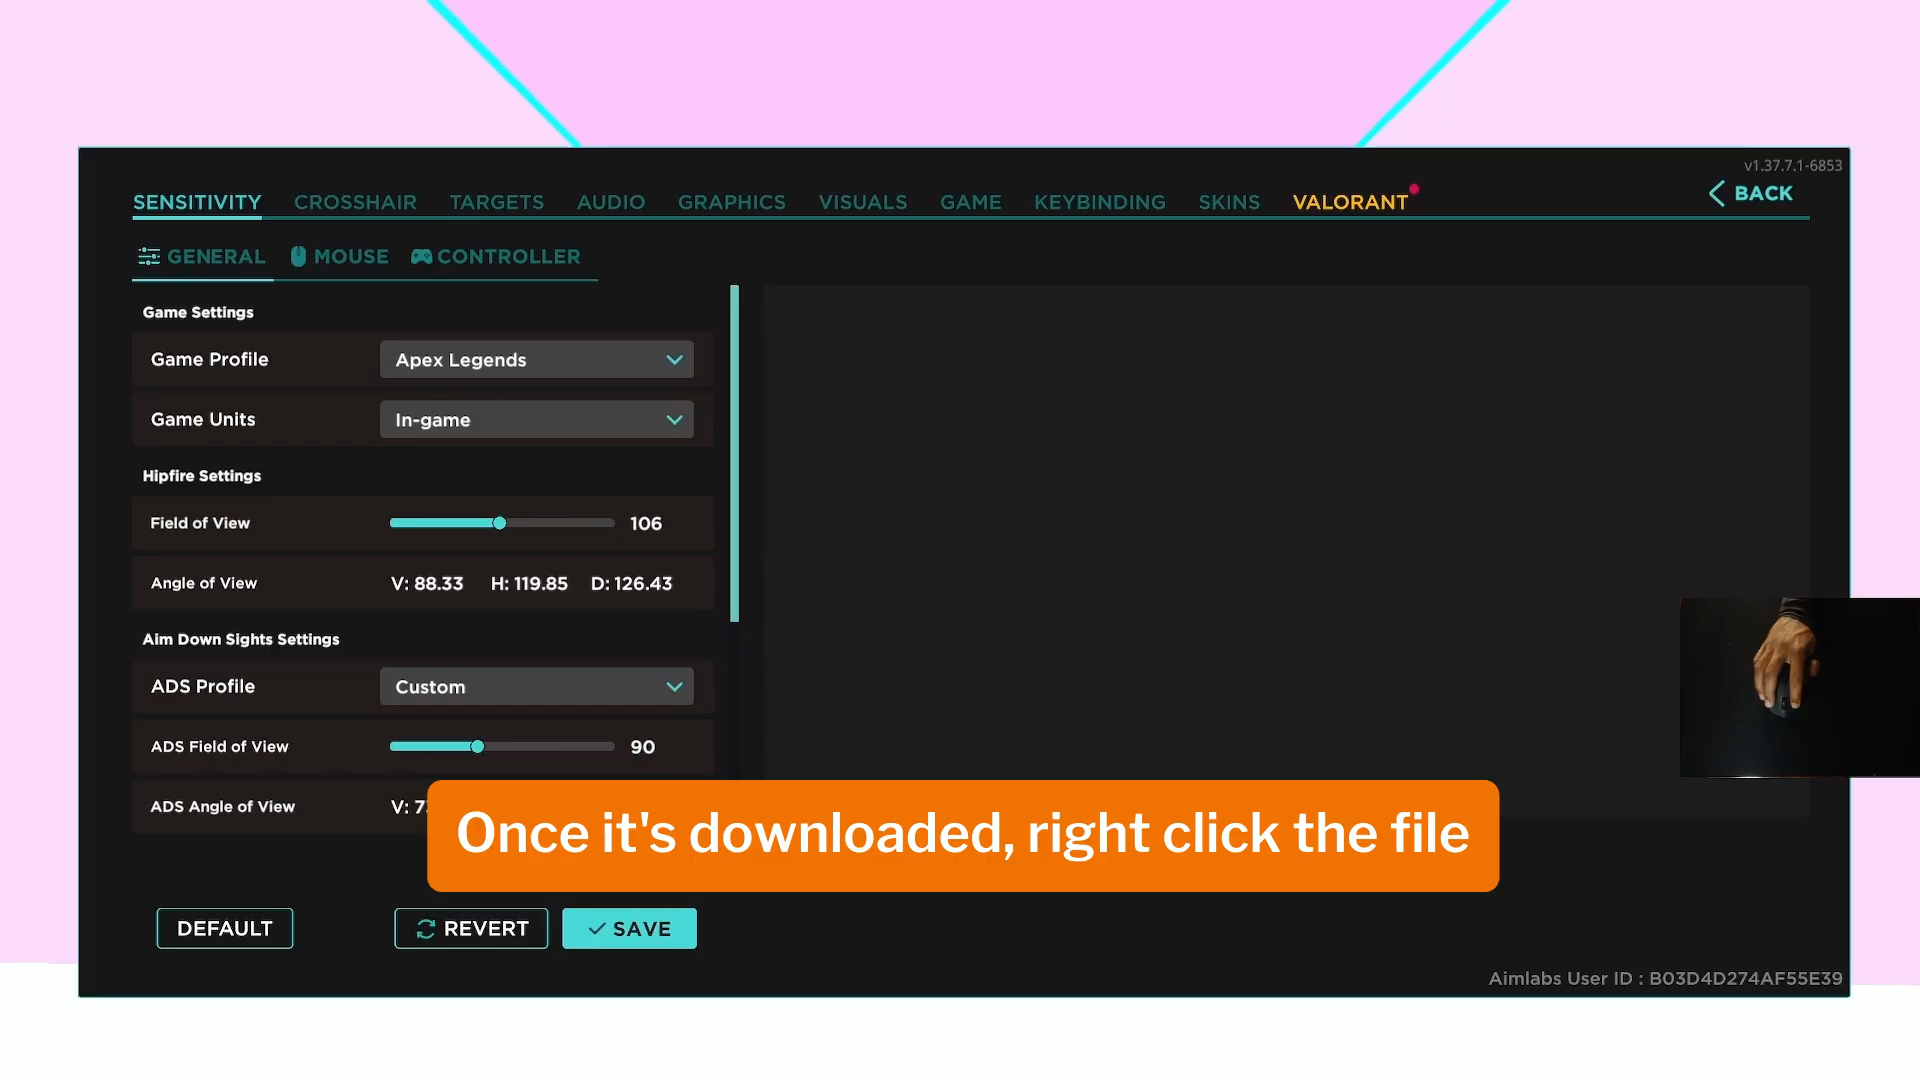 v1.37.7.1-6853
SENSITIVITY CROSSHAIR TARGETS AUDIO GRAPHICS VISUALS GAME KEYBINDING SKINS VALORANT BACK
GENERAL MOUSE CONTROLLER
Game Settings
Game Profile Apex Legends
Game Units In-game
Hipfire Settings
Field of View 106
Angle of View V: 88.33 H: 119.85 D: 126.43
Aim Down Sights Settings
ADS Profile Custom
ADS Field of View 90
ADS Angle of View V:
Once it's downloaded, right click the file
DEFAULT REVERT SAVE
Aimlabs User ID : B03D4D274AF55E39